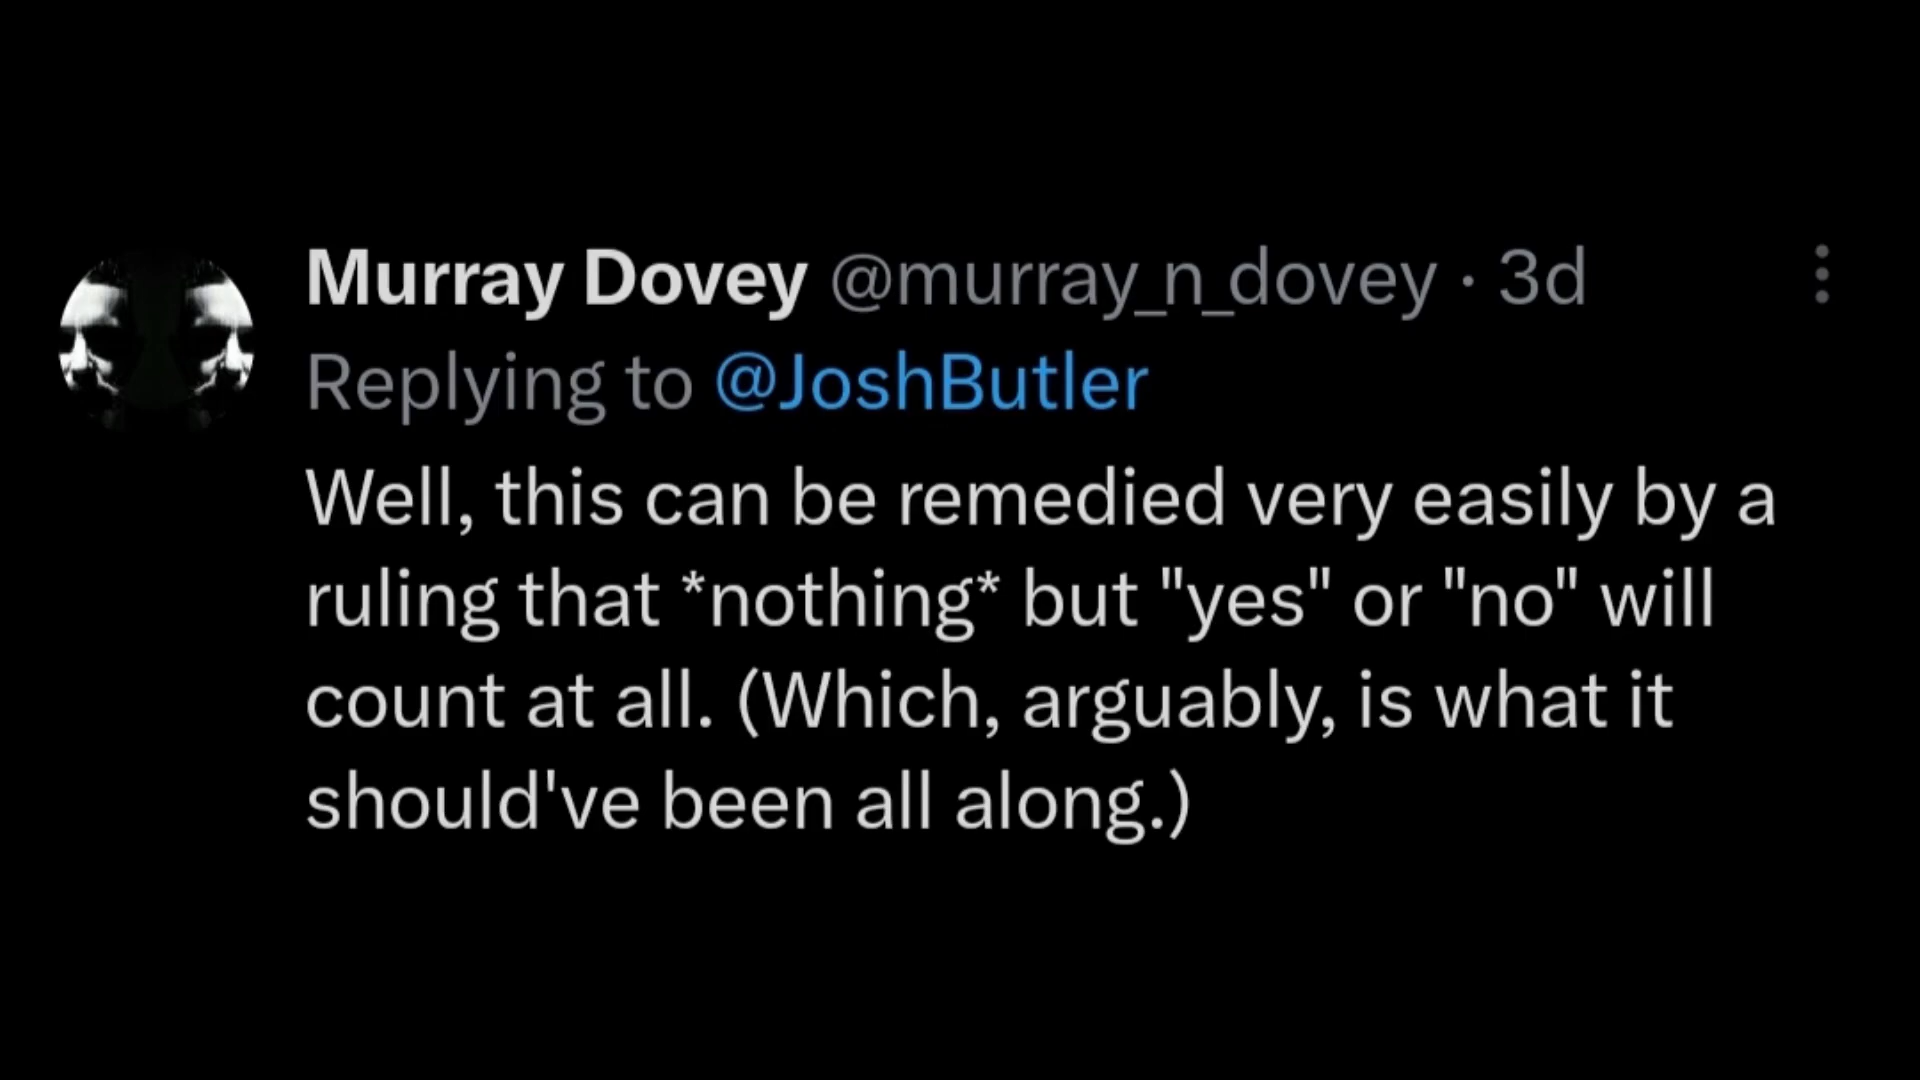 Murray Dovey @murray_n_dovey · 3d
Replying to @JoshButler
Well, this can be remedied very easily by a
ruling that *nothing* but "yes" or "no" will
count at all. (Which, arguably, is what it
should've been all along.)